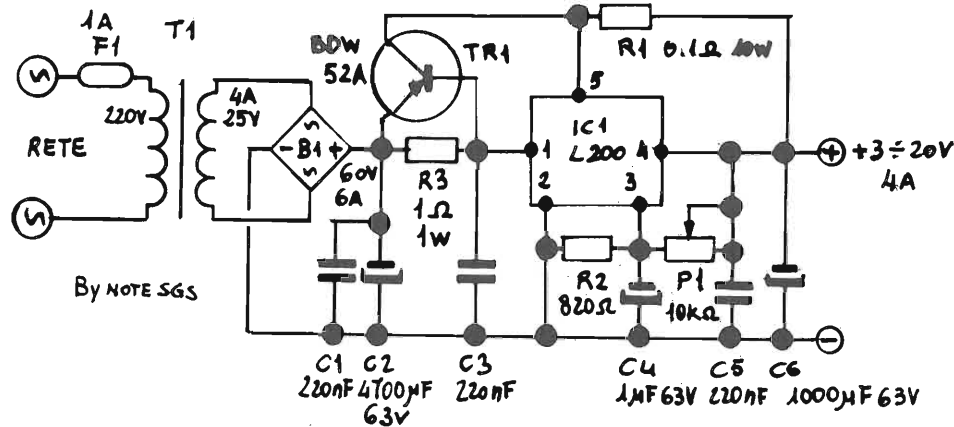 1A
F1
T1
220V
RETE
4A
25V
- B1 +
60V
6A
BDW
52A
TR1
R1 0.1Ω 10W
R3
1Ω
1W
5
IC1
L200
1
4
2
3
+
+3÷20V
4A
R2
820Ω
P1
10kΩ
By NOTE SGS
-
C1
220nF
C2
4700µF
63V
C3
220nF
C4
1µF 63V
C5
220nF
C6
1000µF 63V